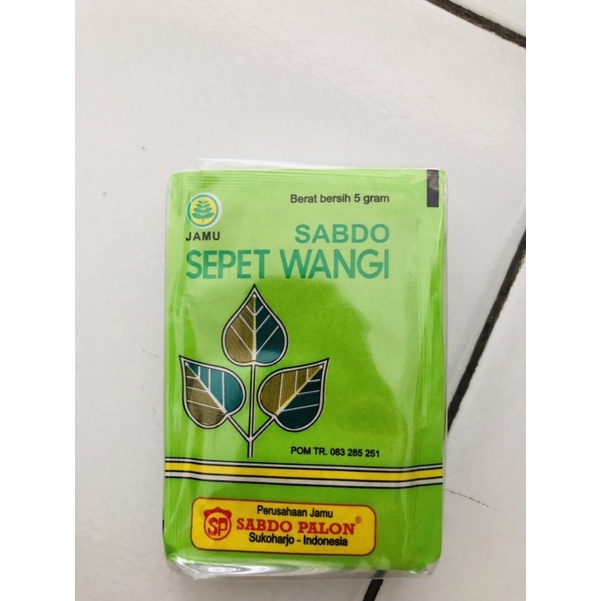 Berat bersih 5 gram
JAMU
SABDO
SEPET WANGI
POM TR. 083 285 251
Perusahaan Jamu
SP SABDO PALON®
Sukoharjo - Indonesia